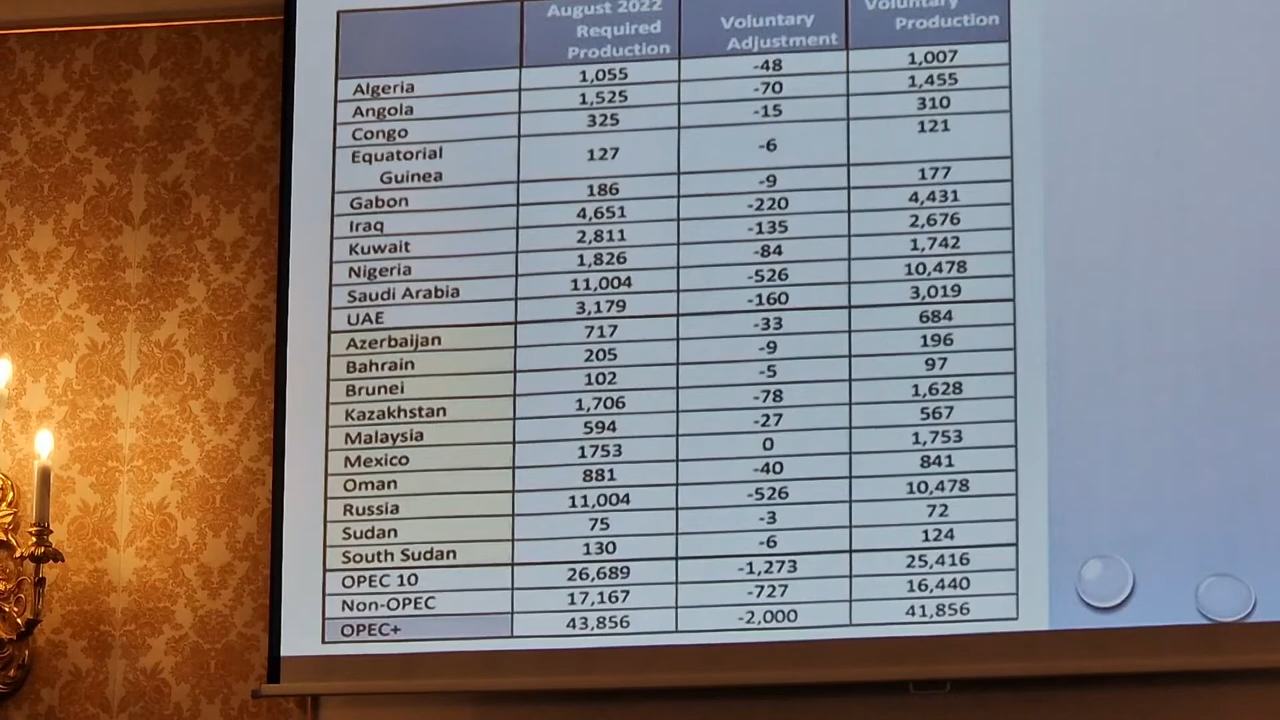 August 2022
Required
Production
Voluntary
Adjustment
Voluntary
Production
Algeria 1,055 -48 1,007
Angola 1,525 -70 1,455
Congo 325 -15 310
Equatorial
Guinea 127 -6 121
Gabon 186 -9 177
Iraq 4,651 -220 4,431
Kuwait 2,811 -135 2,676
Nigeria 1,826 -84 1,742
Saudi Arabia 11,004 -526 10,478
UAE 3,179 -160 3,019
Azerbaijan 717 -33 684
Bahrain 205 -9 196
Brunei 102 -5 97
Kazakhstan 1,706 -78 1,628
Malaysia 594 -27 567
Mexico 1753 0 1,753
Oman 881 -40 841
Russia 11,004 -526 10,478
Sudan 75 -3 72
South Sudan 130 -6 124
OPEC 10 26,689 -1,273 25,416
Non-OPEC 17,167 -727 16,440
OPEC+ 43,856 -2,000 41,856